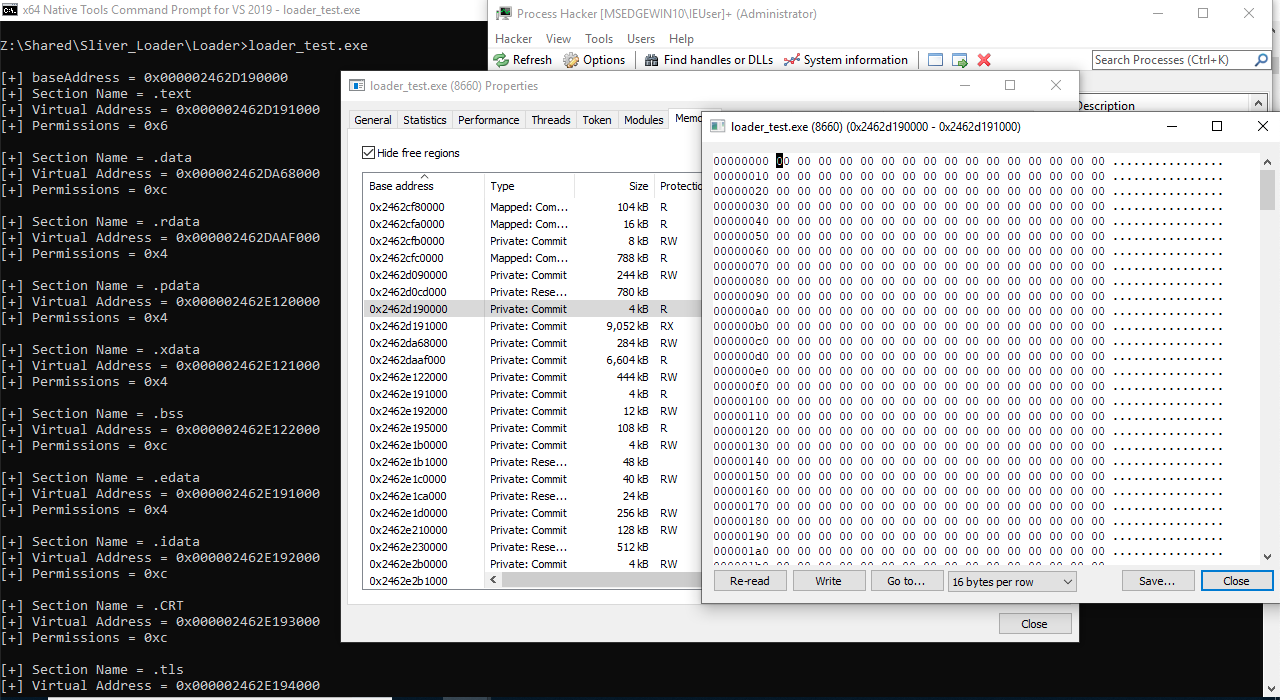 x64 Native Tools Command Prompt for VS 2019 - loader_test.exe
Z:\Shared\Sliver_Loader\Loader>loader_test.exe
[+] baseAddress = 0x000002462D190000
[+] Section Name = .text
[+] Virtual Address = 0x000002462D191000
[+] Permissions = 0x6
[+] Section Name = .data
[+] Virtual Address = 0x000002462DA68000
[+] Permissions = 0xc
[+] Section Name = .rdata
[+] Virtual Address = 0x000002462DAAF000
[+] Permissions = 0x4
[+] Section Name = .pdata
[+] Virtual Address = 0x000002462E120000
[+] Permissions = 0x4
[+] Section Name = .xdata
[+] Virtual Address = 0x000002462E121000
[+] Permissions = 0x4
[+] Section Name = .bss
[+] Virtual Address = 0x000002462E122000
[+] Permissions = 0xc
[+] Section Name = .edata
[+] Virtual Address = 0x000002462E191000
[+] Permissions = 0x4
[+] Section Name = .idata
[+] Virtual Address = 0x000002462E192000
[+] Permissions = 0xc
[+] Section Name = .CRT
[+] Virtual Address = 0x000002462E193000
[+] Permissions = 0xc
[+] Section Name = .tls
[+] Virtual Address = 0x000002462E194000
Process Hacker [MSEDGEWIN10\IEUser]+ (Administrator)
Hacker View Tools Users Help
Refresh Options Find handles or DLLs System information Search Processes (Ctrl+K)
Description
loader_test.exe (8660) Properties
General Statistics Performance Threads Token Modules Memo
Hide free regions
Base address Type Size Protectic
0x2462cf80000 Mapped: Com... 104 kB R
0x2462cfa0000 Mapped: Com... 16 kB R
0x2462cfb0000 Private: Commit 8 kB RW
0x2462cfc0000 Mapped: Com... 788 kB R
0x2462d090000 Private: Commit 244 kB RW
0x2462d0cd000 Private: Rese... 780 kB
0x2462d190000 Private: Commit 4 kB R
0x2462d191000 Private: Commit 9,052 kB RX
0x2462da68000 Private: Commit 284 kB RW
0x2462daaf000 Private: Commit 6,604 kB R
0x2462e122000 Private: Commit 444 kB RW
0x2462e191000 Private: Commit 4 kB R
0x2462e192000 Private: Commit 12 kB RW
0x2462e195000 Private: Commit 108 kB R
0x2462e1b0000 Private: Commit 4 kB RW
0x2462e1b1000 Private: Rese... 48 kB
0x2462e1c0000 Private: Commit 40 kB RW
0x2462e1ca000 Private: Rese... 24 kB
0x2462e1d0000 Private: Commit 256 kB RW
0x2462e210000 Private: Commit 128 kB RW
0x2462e230000 Private: Rese... 512 kB
0x2462e2b0000 Private: Commit 4 kB RW
0x2462e2b1000
Close
loader_test.exe (8660) (0x2462d190000 - 0x2462d191000)
00000000 00 00 00 00 00 00 00 00 00 00 00 00 00 00 00 00 ................
00000010 00 00 00 00 00 00 00 00 00 00 00 00 00 00 00 00 ................
00000020 00 00 00 00 00 00 00 00 00 00 00 00 00 00 00 00 ................
00000030 00 00 00 00 00 00 00 00 00 00 00 00 00 00 00 00 ................
00000040 00 00 00 00 00 00 00 00 00 00 00 00 00 00 00 00 ................
00000050 00 00 00 00 00 00 00 00 00 00 00 00 00 00 00 00 ................
00000060 00 00 00 00 00 00 00 00 00 00 00 00 00 00 00 00 ................
00000070 00 00 00 00 00 00 00 00 00 00 00 00 00 00 00 00 ................
00000080 00 00 00 00 00 00 00 00 00 00 00 00 00 00 00 00 ................
00000090 00 00 00 00 00 00 00 00 00 00 00 00 00 00 00 00 ................
000000a0 00 00 00 00 00 00 00 00 00 00 00 00 00 00 00 00 ................
000000b0 00 00 00 00 00 00 00 00 00 00 00 00 00 00 00 00 ................
000000c0 00 00 00 00 00 00 00 00 00 00 00 00 00 00 00 00 ................
000000d0 00 00 00 00 00 00 00 00 00 00 00 00 00 00 00 00 ................
000000e0 00 00 00 00 00 00 00 00 00 00 00 00 00 00 00 00 ................
000000f0 00 00 00 00 00 00 00 00 00 00 00 00 00 00 00 00 ................
00000100 00 00 00 00 00 00 00 00 00 00 00 00 00 00 00 00 ................
00000110 00 00 00 00 00 00 00 00 00 00 00 00 00 00 00 00 ................
00000120 00 00 00 00 00 00 00 00 00 00 00 00 00 00 00 00 ................
00000130 00 00 00 00 00 00 00 00 00 00 00 00 00 00 00 00 ................
00000140 00 00 00 00 00 00 00 00 00 00 00 00 00 00 00 00 ................
00000150 00 00 00 00 00 00 00 00 00 00 00 00 00 00 00 00 ................
00000160 00 00 00 00 00 00 00 00 00 00 00 00 00 00 00 00 ................
00000170 00 00 00 00 00 00 00 00 00 00 00 00 00 00 00 00 ................
00000180 00 00 00 00 00 00 00 00 00 00 00 00 00 00 00 00 ................
00000190 00 00 00 00 00 00 00 00 00 00 00 00 00 00 00 00 ................
000001a0 00 00 00 00 00 00 00 00 00 00 00 00 00 00 00 00 ................
Re-read Write Go to... 16 bytes per row Save... Close